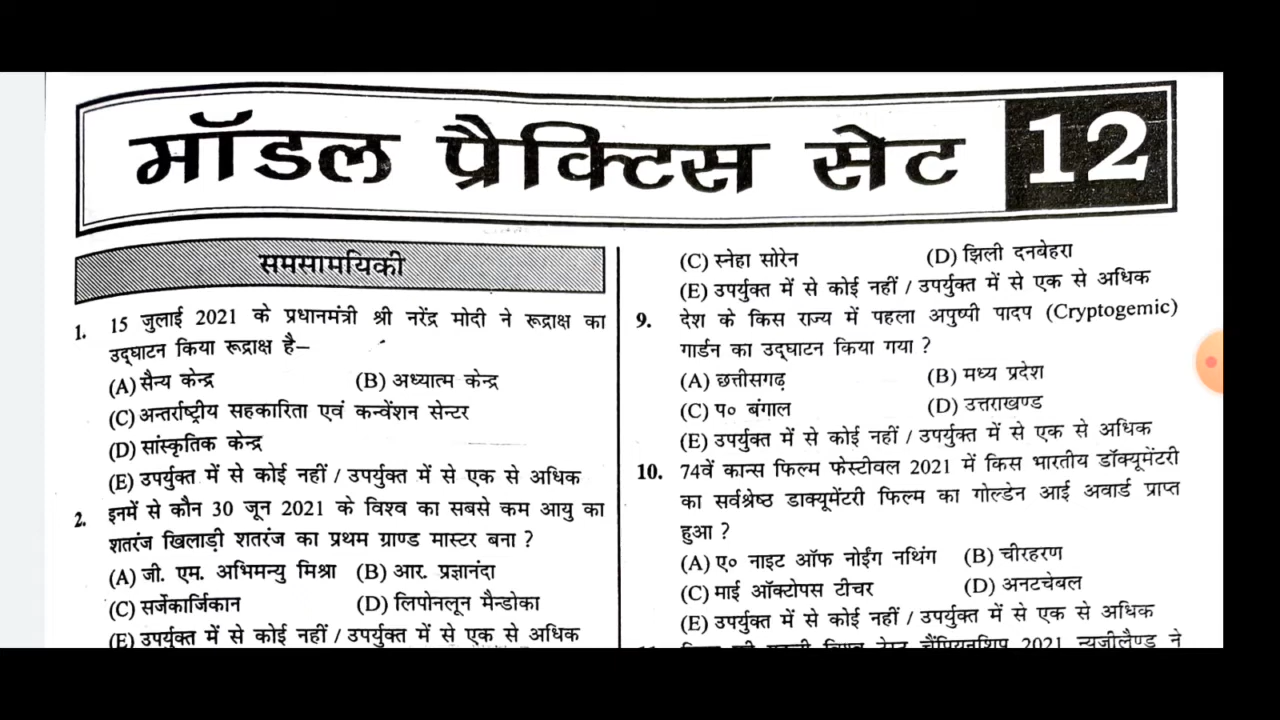 मॉडल प्रैक्टिस सेट 12
समसामयिकी
1. 15 जुलाई 2021 के प्रधानमंत्री श्री नरेंद्र मोदी ने रूद्राक्ष का
उद्घाटन किया रूद्राक्ष है–
(A) सैन्य केन्द्र (B) अध्यात्म केन्द्र
(C) अन्तर्राष्ट्रीय सहकारिता एवं कन्वेंशन सेन्टर
(D) सांस्कृतिक केन्द्र
(E) उपर्युक्त में से कोई नहीं / उपर्युक्त में से एक से अधिक
2. इनमें से कौन 30 जून 2021 के विश्व का सबसे कम आयु का
शतरंज खिलाड़ी शतरंज का प्रथम ग्राण्ड मास्टर बना ?
(A) जी. एम. अभिमन्यु मिश्रा (B) आर. प्रज्ञानंदा
(C) सर्जेकार्जिकान (D) लिपोनलून मैन्डोका
(E) उपर्युक्त में से कोई नहीं / उपर्युक्त में से एक से अधिक
(C) स्नेहा सोरेन (D) झिली दनबेहरा
(E) उपर्युक्त में से कोई नहीं / उपर्युक्त में से एक से अधिक
9. देश के किस राज्य में पहला अपुष्पी पादप (Cryptogemic)
गार्डन का उद्घाटन किया गया ?
(A) छत्तीसगढ़ (B) मध्य प्रदेश
(C) प० बंगाल (D) उत्तराखण्ड
(E) उपर्युक्त में से कोई नहीं / उपर्युक्त में से एक से अधिक
10. 74वें कान्स फिल्म फेस्टीवल 2021 में किस भारतीय डॉक्यूमेंटरी
का सर्वश्रेष्ठ डाक्यूमेंटरी फिल्म का गोल्डेन आई अवार्ड प्राप्त
हुआ ?
(A) ए० नाइट ऑफ नोईंग नथिंग (B) चीरहरण
(C) माई ऑक्टोपस टीचर (D) अनटचेबल
(E) उपर्युक्त में से कोई नहीं / उपर्युक्त में से एक से अधिक
चैंपियनशिप 2021 न्यूजीलैण्ड ने